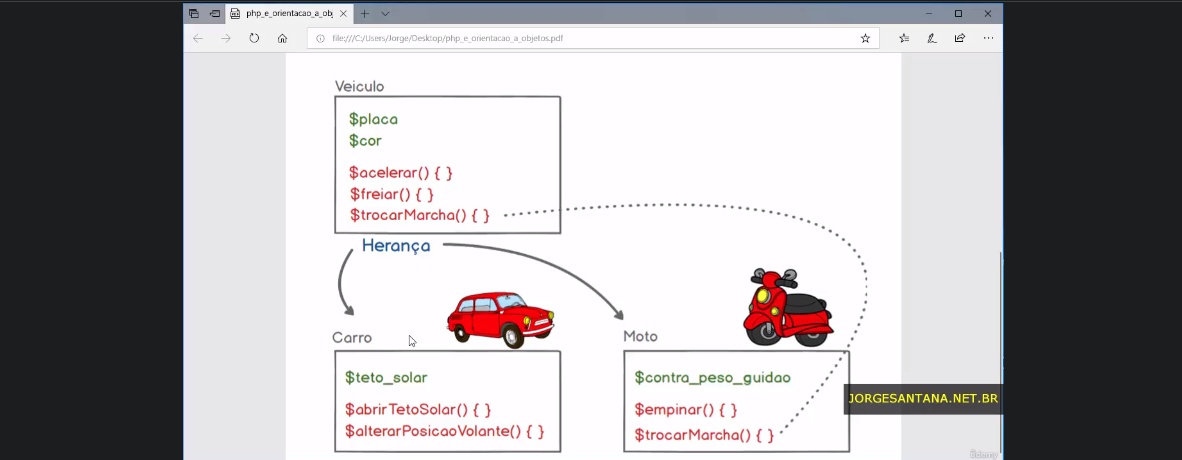 php_e_orientacao_a_obj
file:///C:/Users/Jorge/Desktop/php_e_orientacao_a_objetos.pdf
Veiculo
$placa
$cor
$acelerar() { }
$freiar() { }
$trocarMarcha() { }
Herança
Carro
$teto_solar
$abrirTetoSolar() { }
$alterarPosicaoVolante() { }
Moto
$contra_peso_guidao
$empinar() { }
$trocarMarcha() { }
JORGESANTANA.NET.BR
Udemy